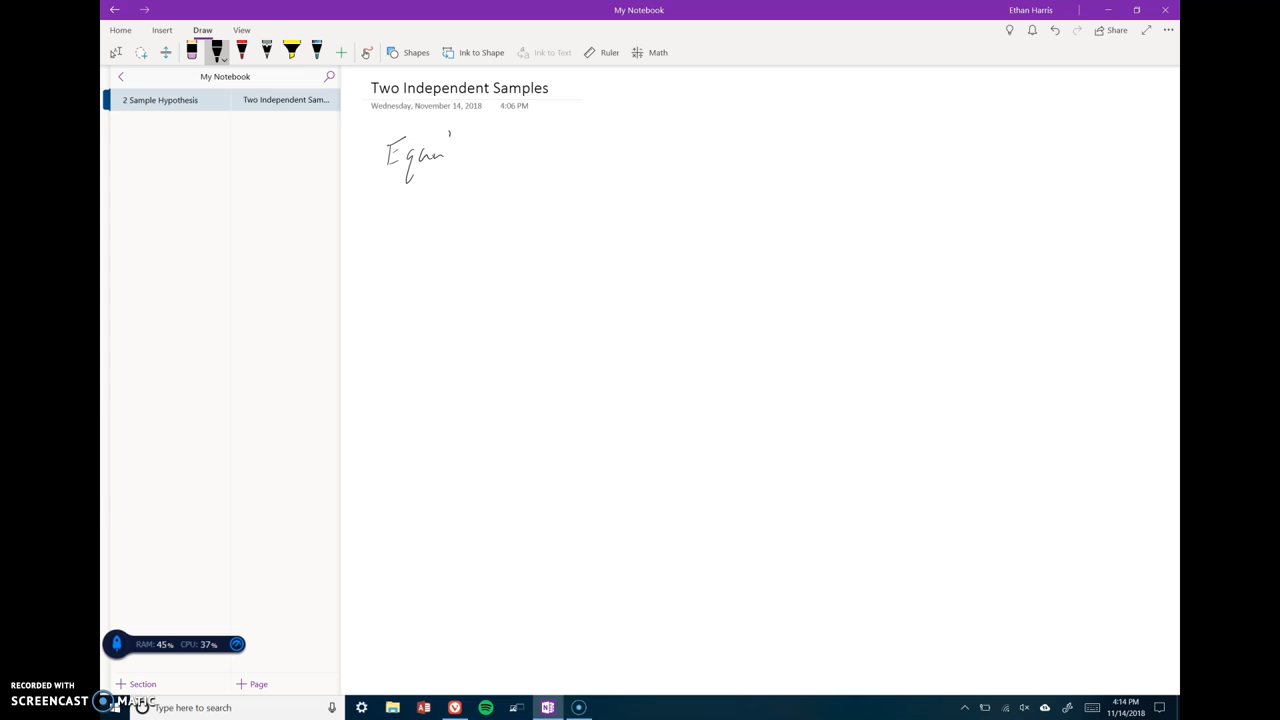 My Notebook
Ethan Harris
Home
Insert
Draw
View
Share
Shapes
Ink to Shape
Ink to Text
Ruler
Math
My Notebook
2 Sample Hypothesis
Two Independent Sam...
Two Independent Samples
Wednesday, November 14, 2018
4:06 PM
RAM: 45%
CPU: 37%
Section
Page
RECORDED WITH
SCREENCAST MATIC
Type here to search
4:14 PM
11/14/2018